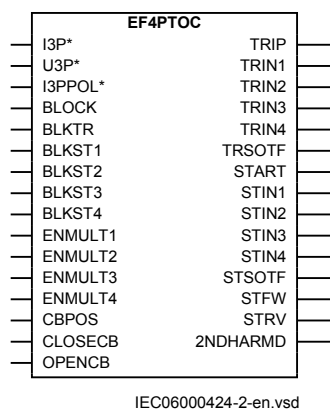 EF4PTOC
I3P* TRIP
U3P* TRIN1
I3PPOL* TRIN2
BLOCK TRIN3
BLKTR TRIN4
BLKST1 TRSOTF
BLKST2 START
BLKST3 STIN1
BLKST4 STIN2
ENMULT1 STIN3
ENMULT2 STIN4
ENMULT3 STSOTF
ENMULT4 STFW
CBPOS STRV
CLOSECB 2NDHARMD
OPENCB
IEC06000424-2-en.vsd